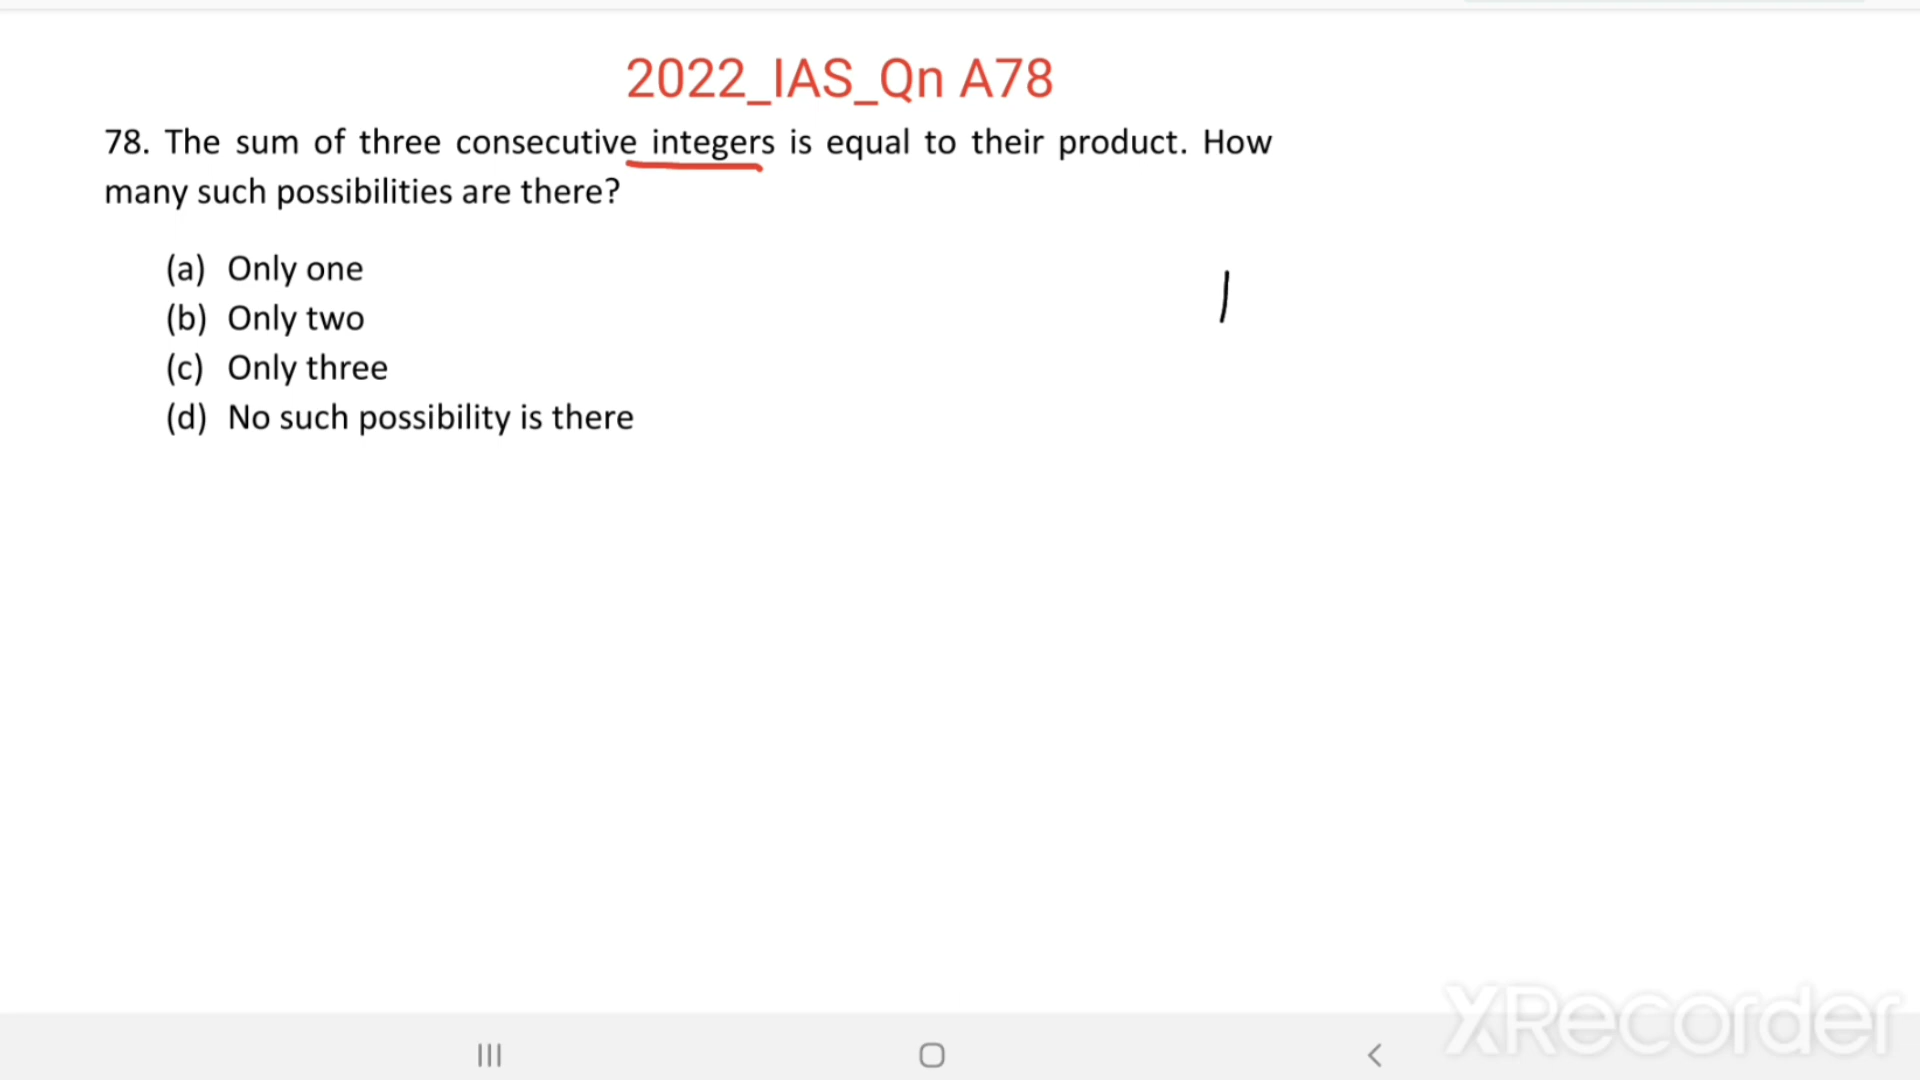 2022_IAS_Qn A78
78. The sum of three consecutive integers is equal to their product. How
many such possibilities are there?
(a) Only one
(b) Only two
(c) Only three
(d) No such possibility is there
XRecorder